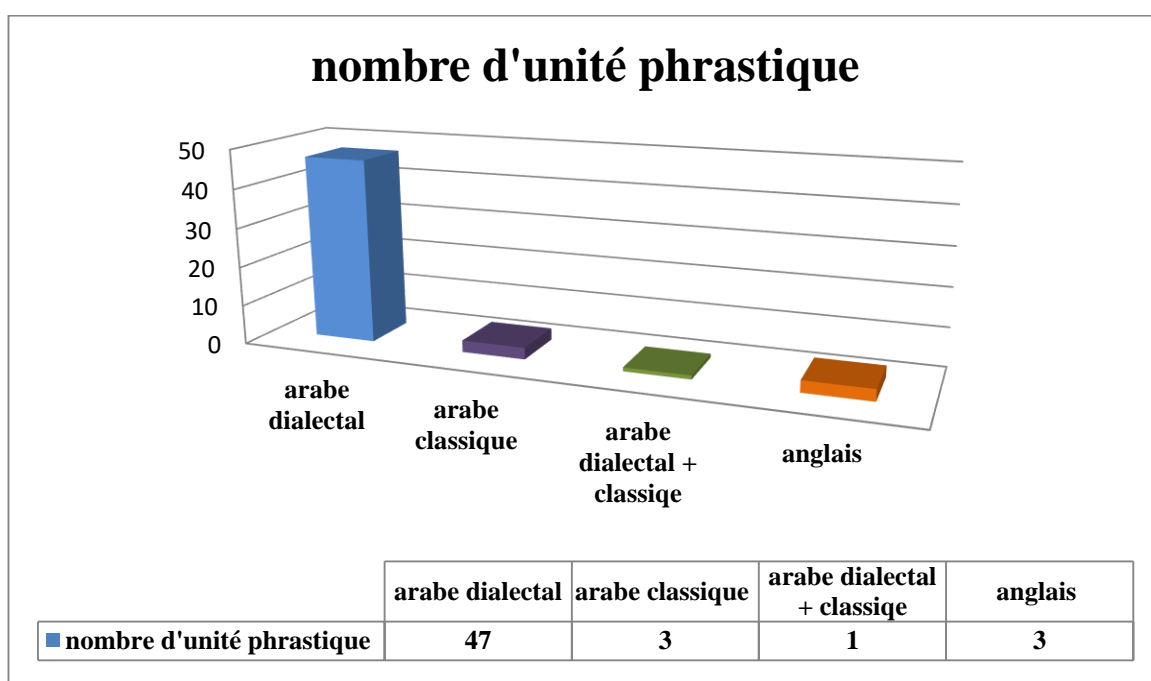 nombre d'unité phrastique
50
40
30
20
10
0
arabe
dialectal
arabe
classique
arabe
dialectal +
classiqe
anglais
arabe dialectal arabe classique arabe dialectal
+ classiqe anglais
nombre d'unité phrastique 47 3 1 3